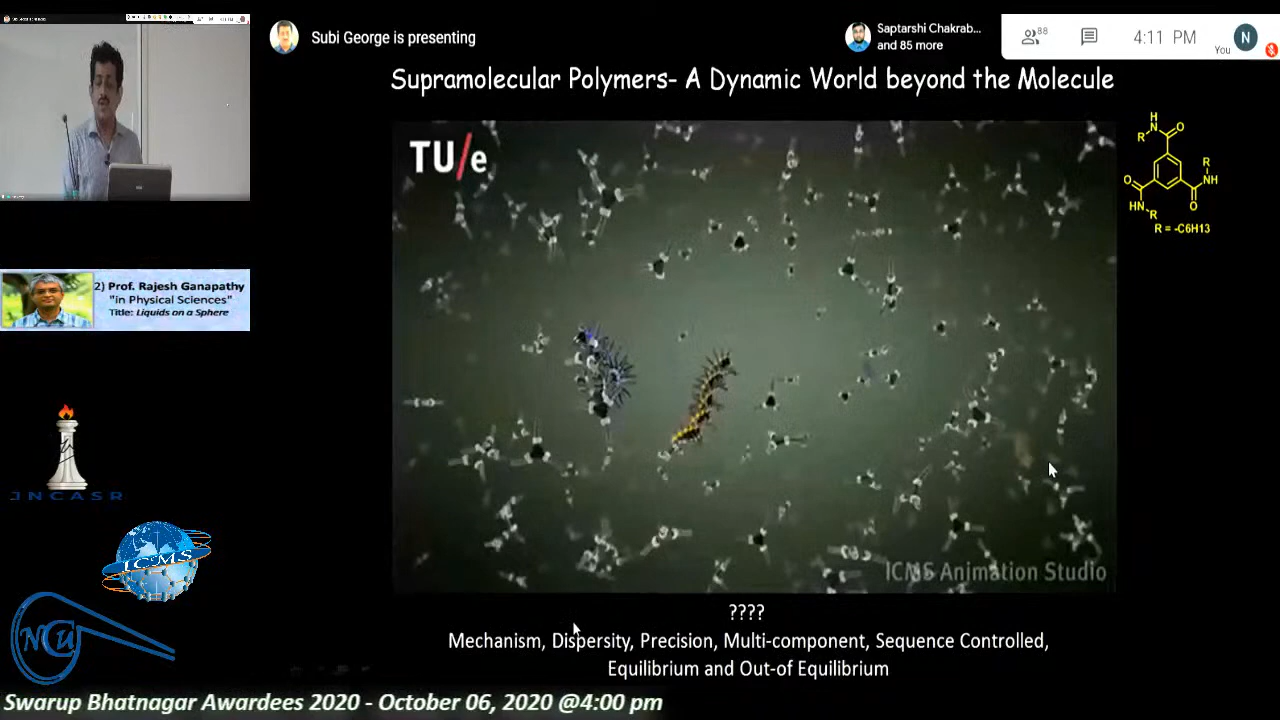 Subi George is presenting
Saptarshi Chakrab...
and 85 more
88
4:11 PM
You
N
Supramolecular Polymers- A Dynamic World beyond the Molecule
TU/e
H
N
R
O
R
NH
O
O
HN
R
R = -C6H13
2) Prof. Rajesh Ganapathy
"in Physical Sciences"
Title: Liquids on a Sphere
JNCASR
ICMS
NCU
ICMS Animation Studio
????
Mechanism, Dispersity, Precision, Multi-component, Sequence Controlled,
Equilibrium and Out-of Equilibrium
Swarup Bhatnagar Awardees 2020 - October 06, 2020 @4:00 pm